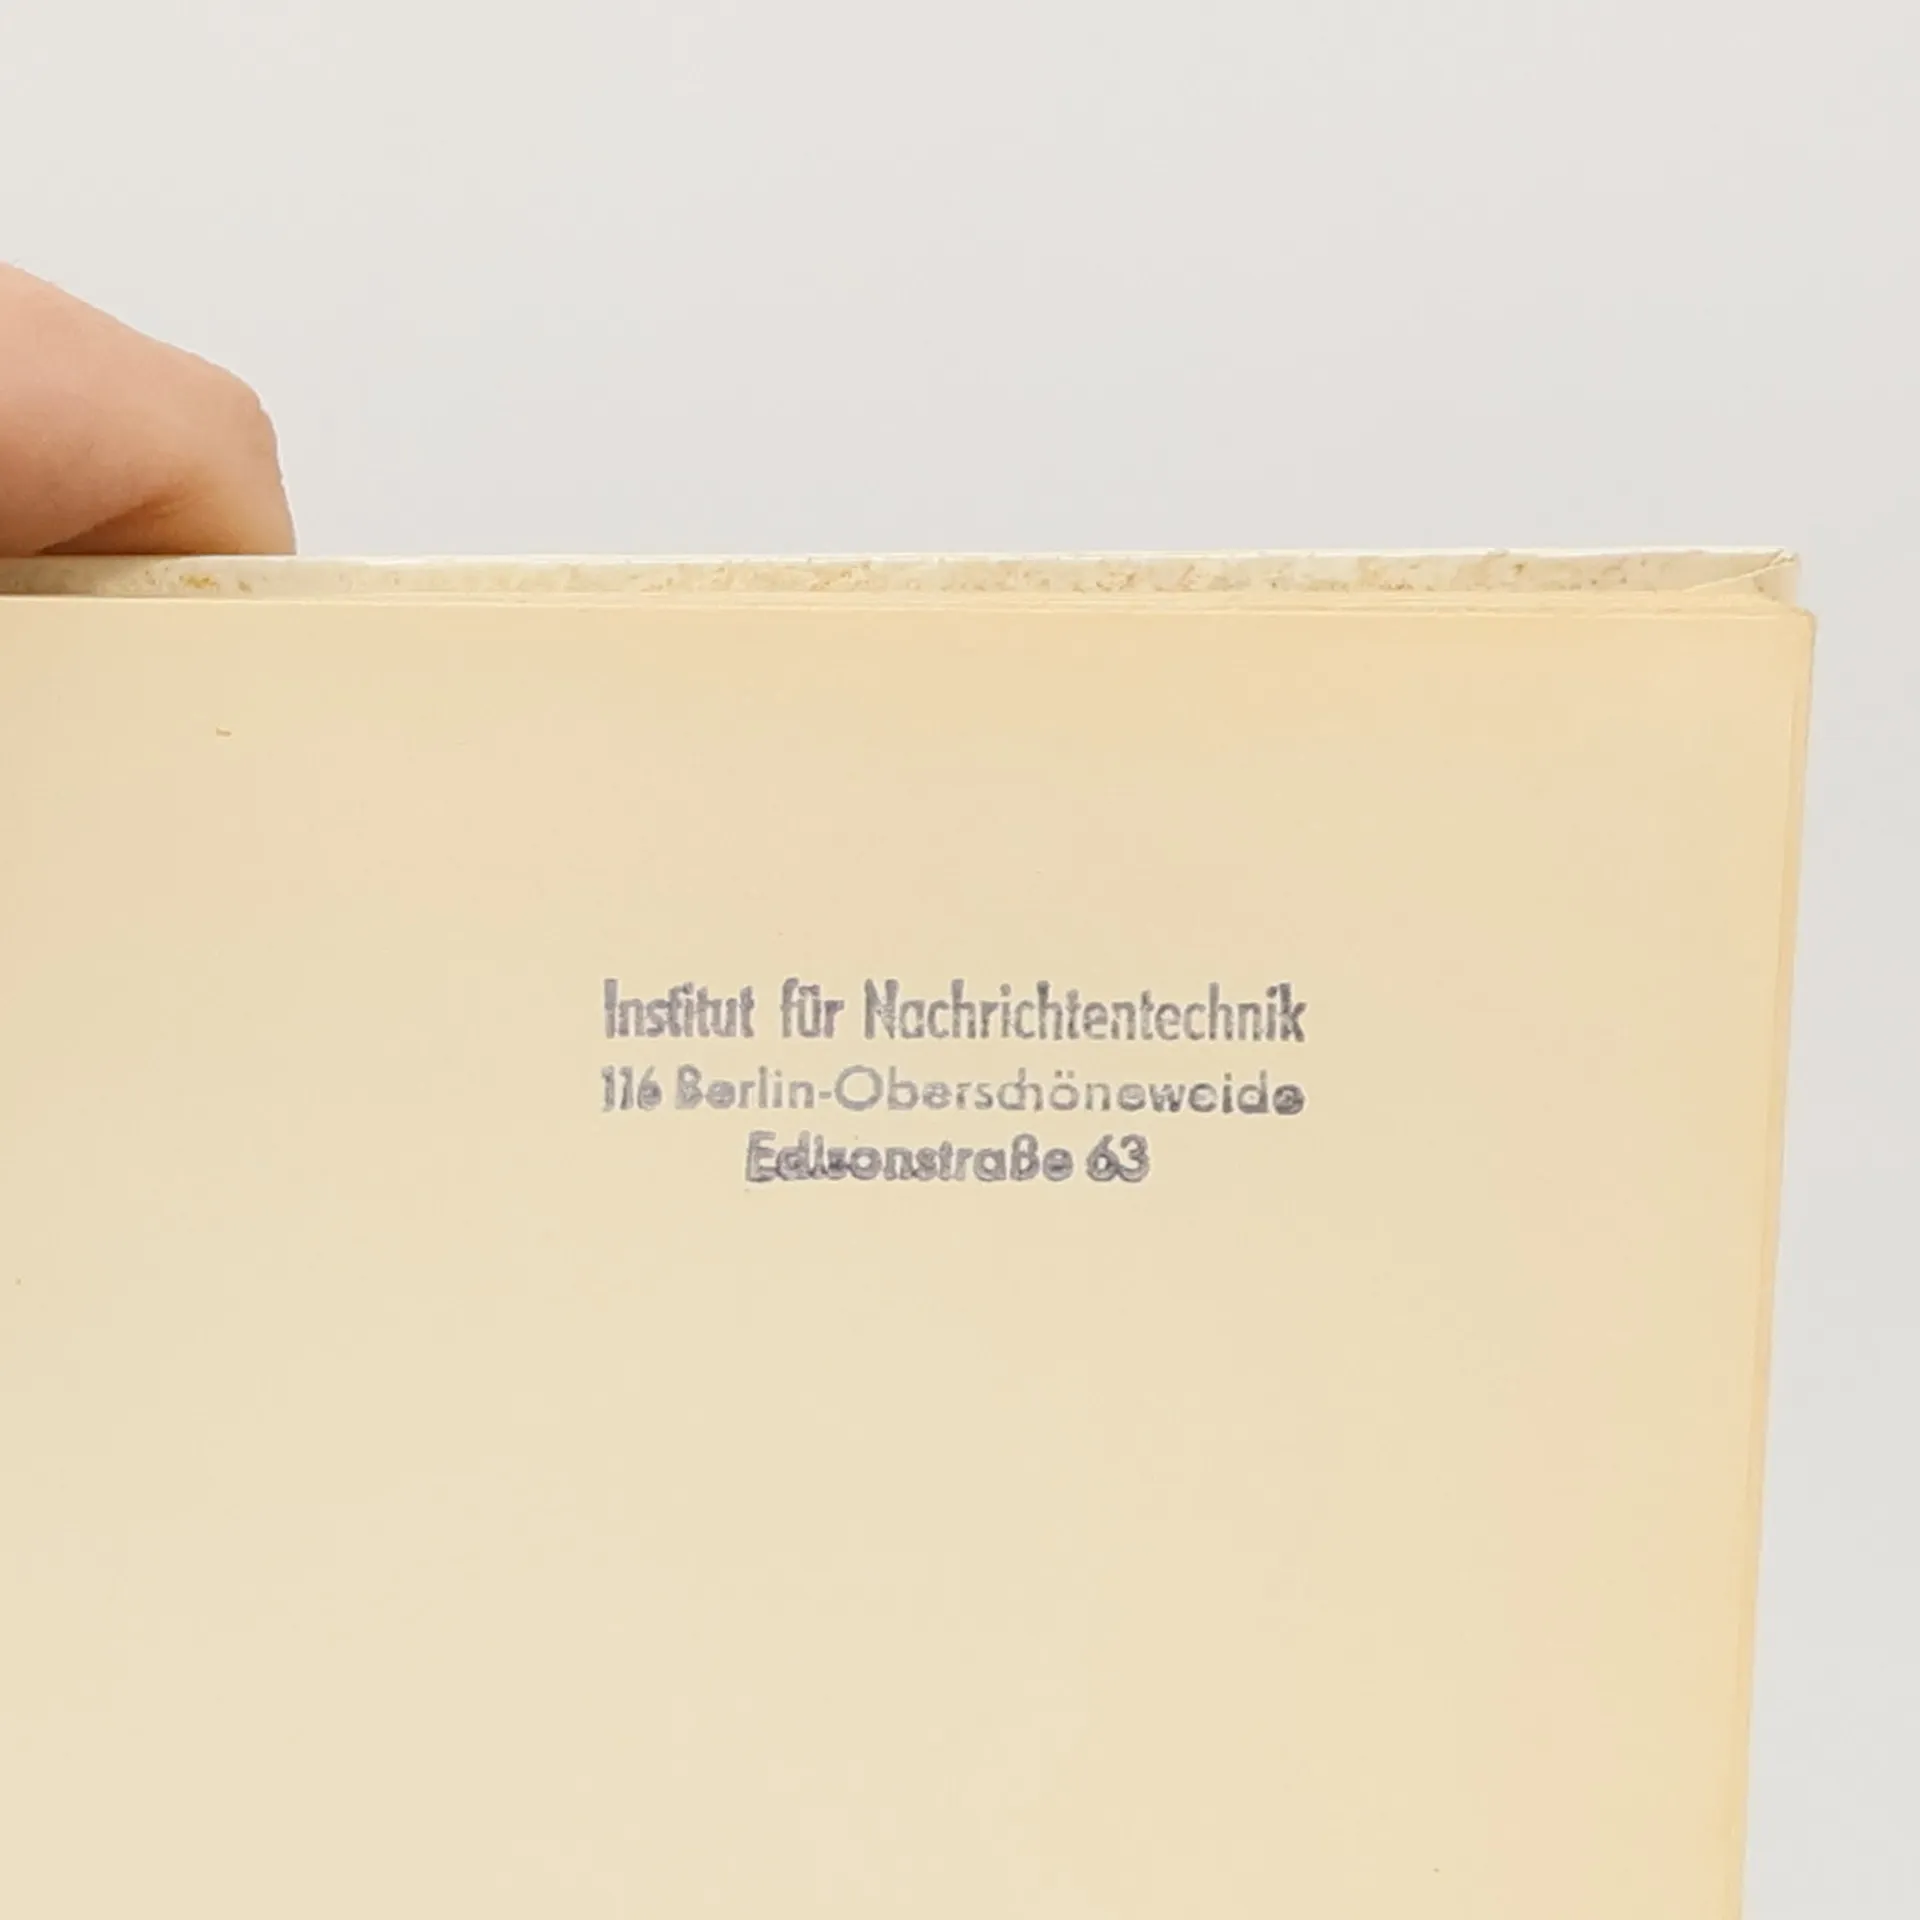 Institut für Nachrichtentechnik
116 Berlin-Oberschöneweide
Edisonstraße 63